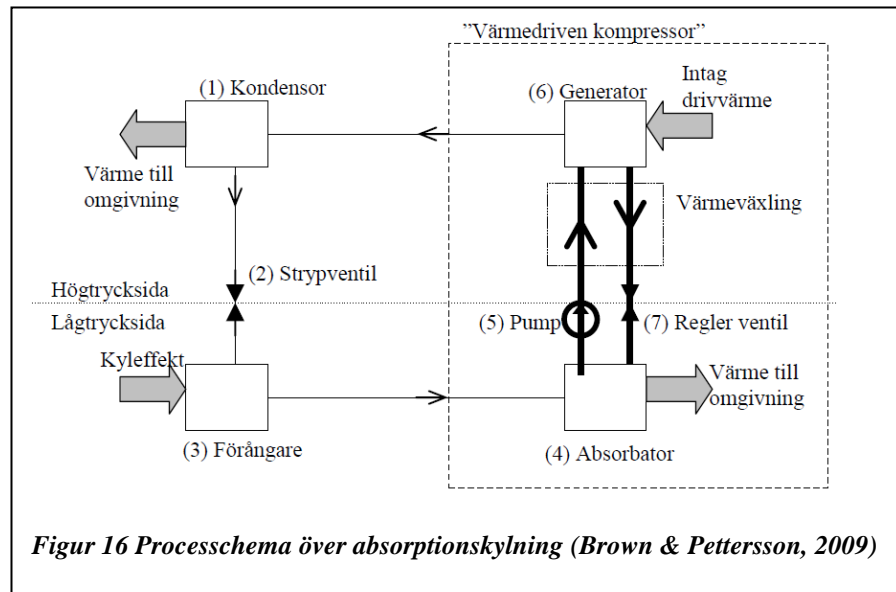 ”Värmedriven kompressor”
(1) Kondensor
(6) Generator
Intag
drivvärme
Värme till
omgivning
Värmeväxling
(2) Strypventil
Högtrycksida
Lågtrycksida
(5) Pump
(7) Regler ventil
Kyleffekt
Värme till
omgivning
(3) Förångare
(4) Absorbator
Figur 16 Processchema över absorptionskylning (Brown & Pettersson, 2009)